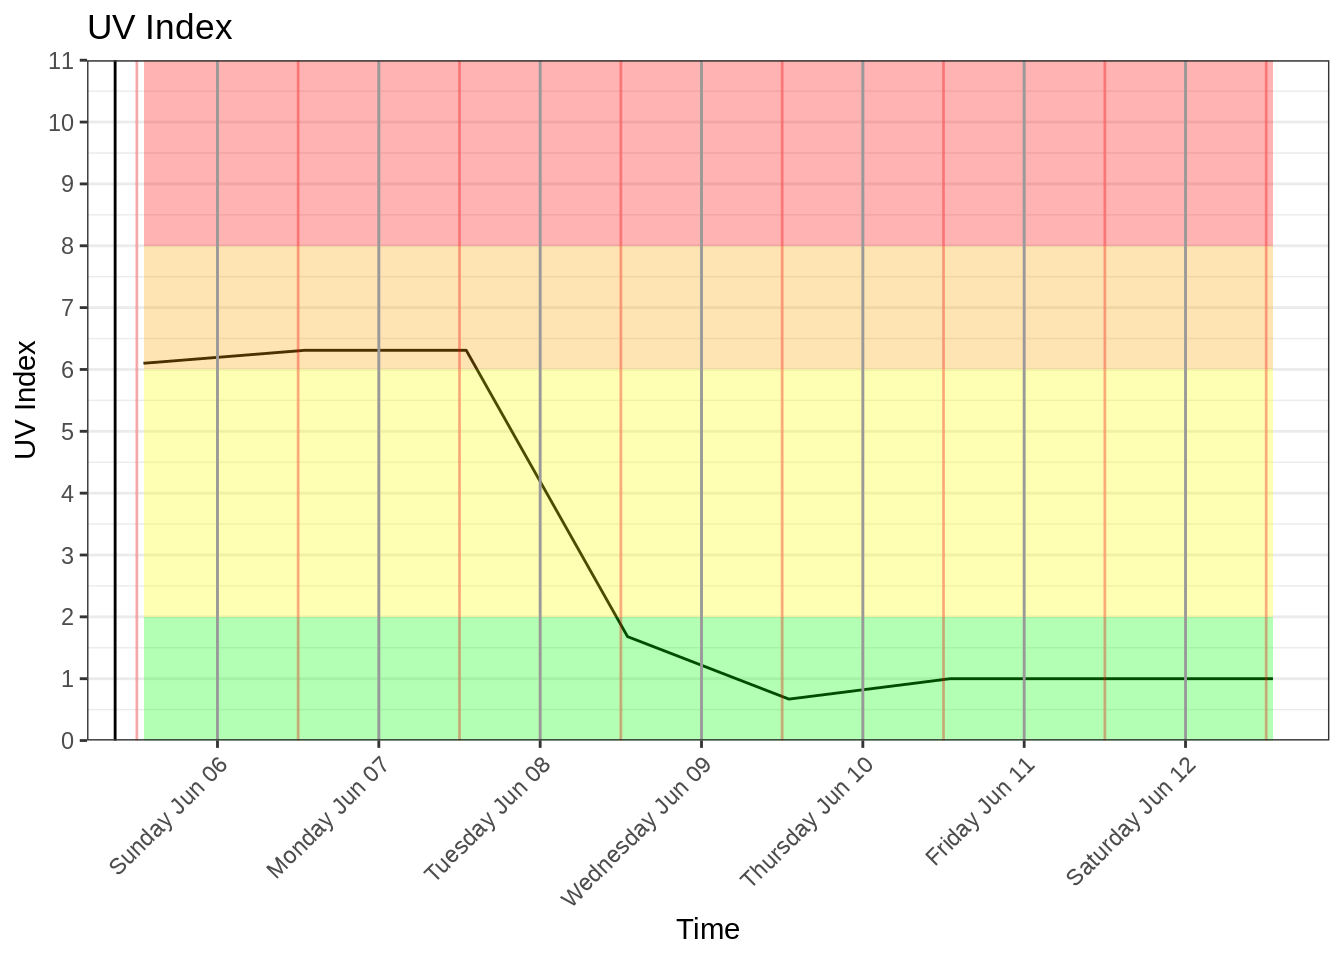 UV Index
11
10
9
8
7
6
5
4
3
2
1
0
UV Index
Sunday Jun 06
Monday Jun 07
Tuesday Jun 08
Wednesday Jun 09
Thursday Jun 10
Friday Jun 11
Saturday Jun 12
Time